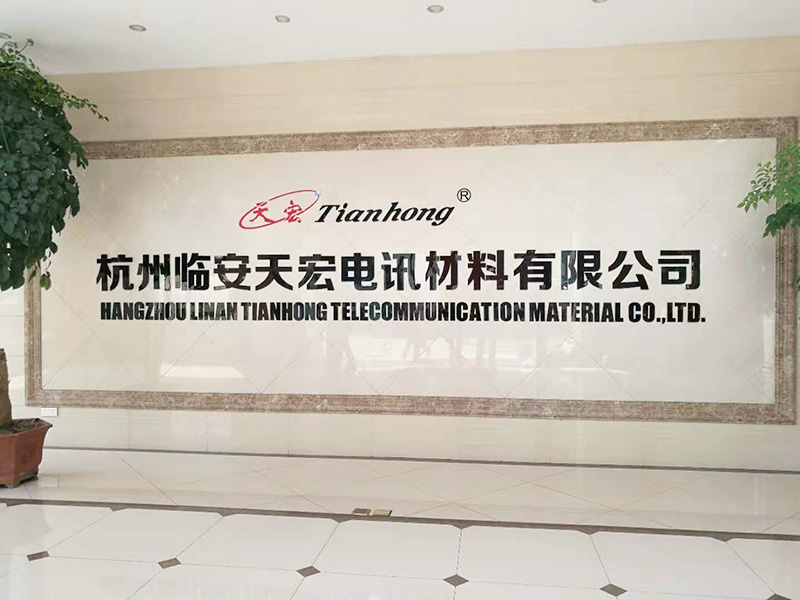 天宏 Tianhong®
杭州临安天宏电讯材料有限公司
HANGZHOU LINAN TIANHONG TELECOMMUNICATION MATERIAL CO.,LTD.